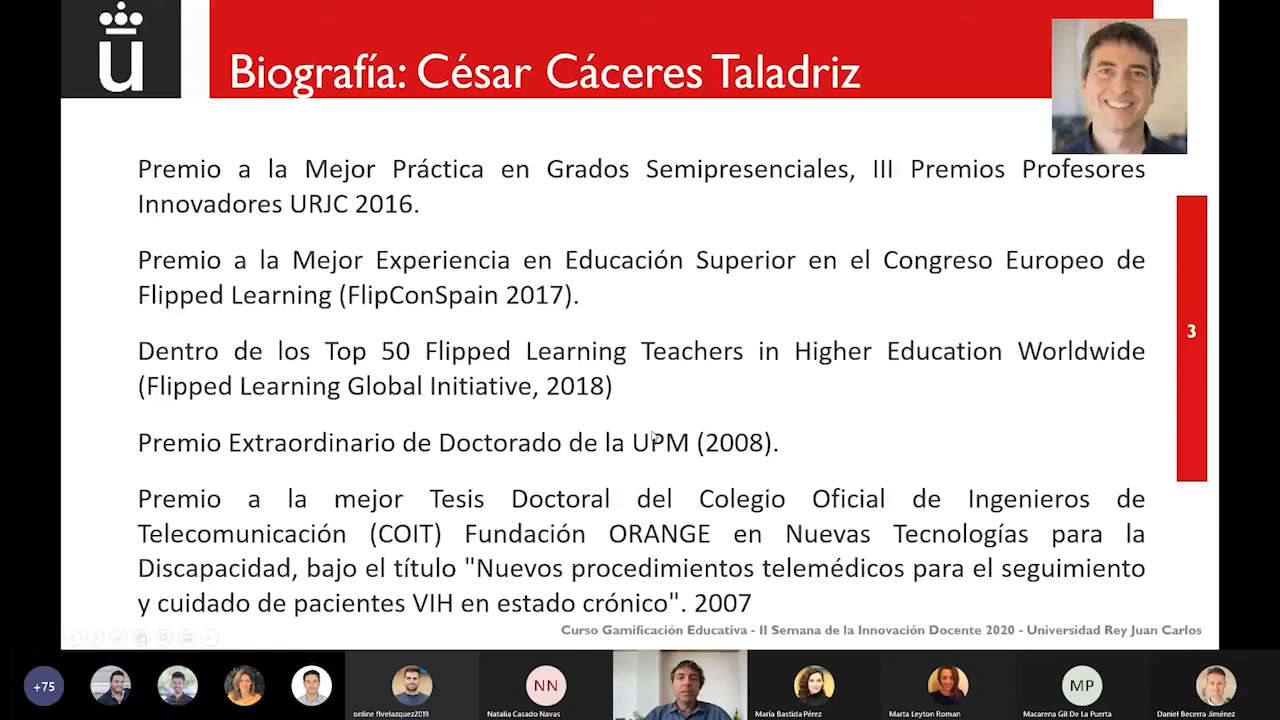 ü
Biografía: César Cáceres Taladriz
Premio a la Mejor Práctica en Grados Semipresenciales, III Premios Profesores
Innovadores URJC 2016.
Premio a la Mejor Experiencia en Educación Superior en el Congreso Europeo de
Flipped Learning (FlipConSpain 2017).
Dentro de los Top 50 Flipped Learning Teachers in Higher Education Worldwide
(Flipped Learning Global Initiative, 2018)
3
Premio Extraordinario de Doctorado de la UPM (2008).
Premio a la mejor Tesis Doctoral del Colegio Oficial de Ingenieros de
Telecomunicación (COIT) Fundación ORANGE en Nuevas Tecnologías para la
Discapacidad, bajo el título "Nuevos procedimientos telemédicos para el seguimiento
y cuidado de pacientes VIH en estado crónico". 2007
Curso Gamificación Educativa - II Semana de la Innovación Docente 2020 - Universidad Rey Juan Carlos
+75
NN
MP
online flvelazquez2019
Natalia Casado Navas
María Bastida Pérez
Marta Leyton Roman
Macarena Gil De La Puerta
Daniel Becerra Jiménez